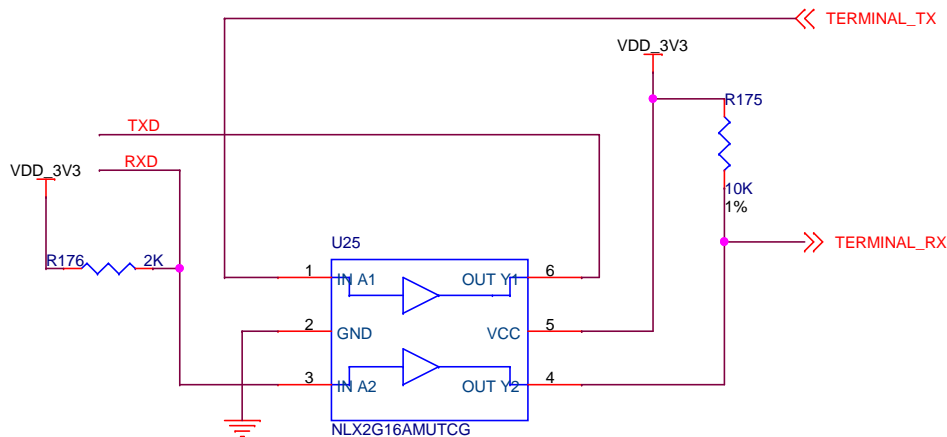 TERMINAL_TX
VDD_3V3
R175
TXD
RXD
VDD_3V3
10K
1%
U25
TERMINAL_RX
R176 2K
1 IN A1 OUT Y1 6
2 GND VCC 5
3 IN A2 OUT Y2 4
NLX2G16AMUTCG